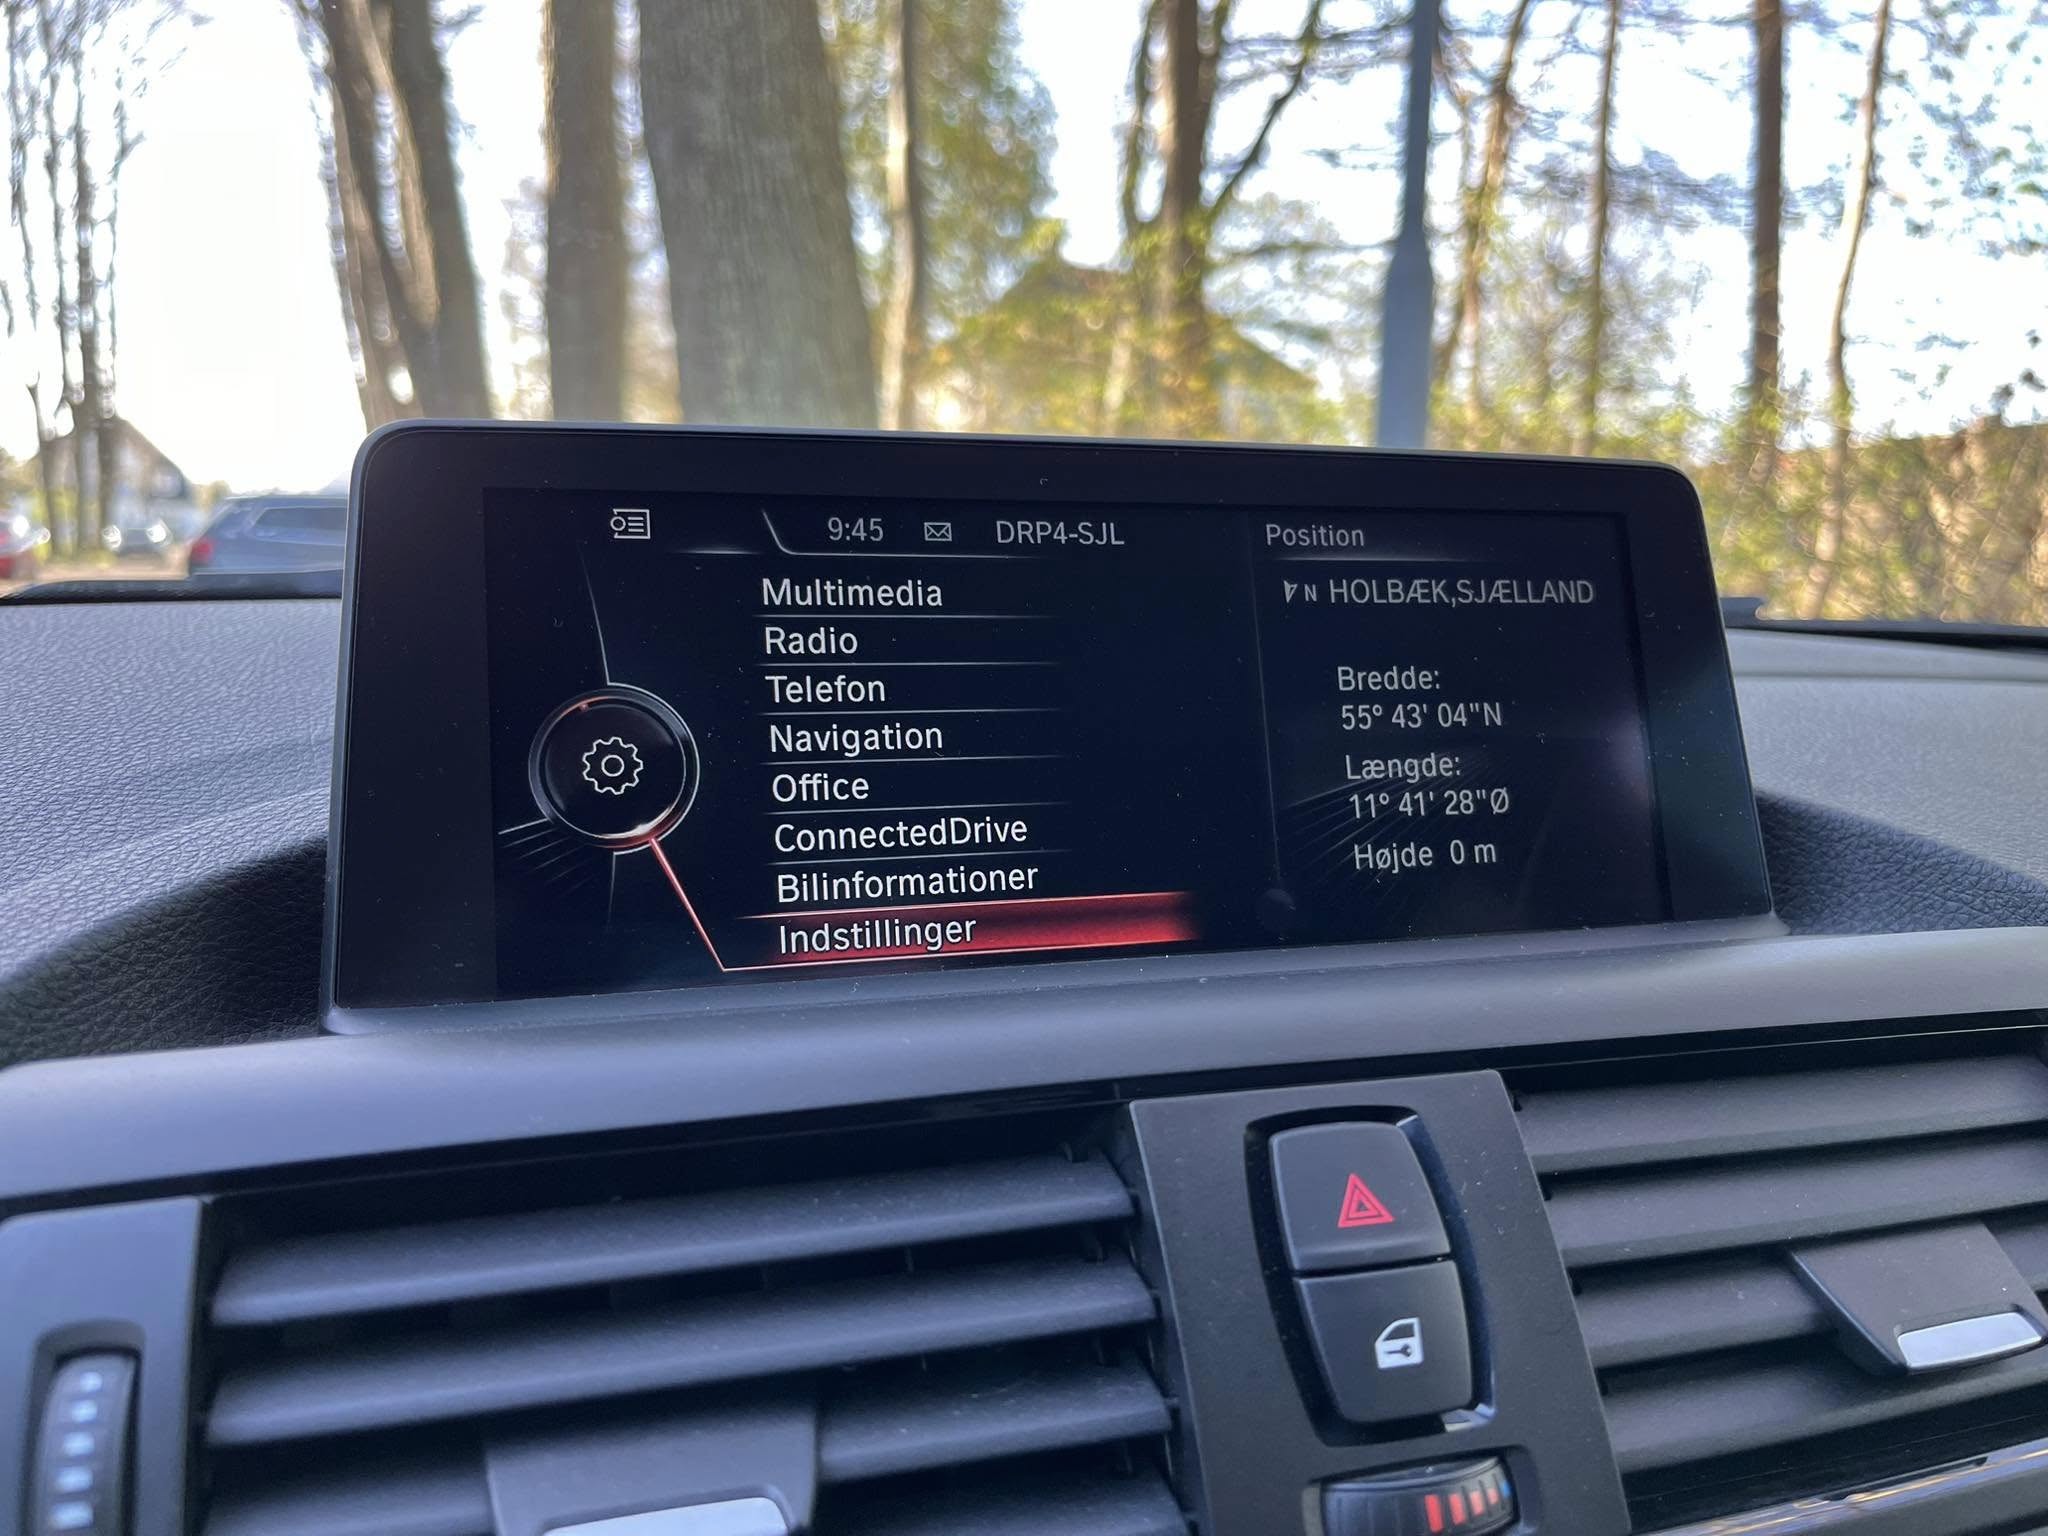 9:45 DRP4-SJL
Multimedia
Radio
Telefon
Navigation
Office
ConnectedDrive
Bilinformationer
Indstillinger
Position
N HOLBÆK,SJÆLLAND
Bredde:
55° 43' 04"N
Længde:
11° 41' 28"Ø
Højde 0 m